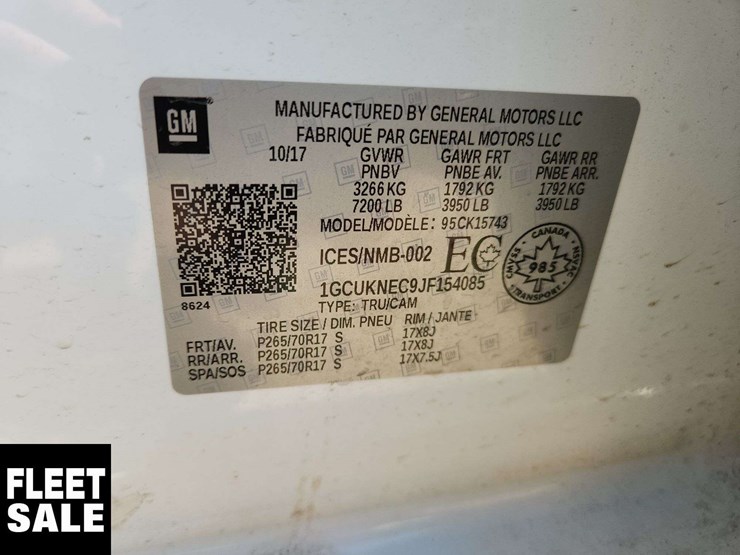 GM
MANUFACTURED BY GENERAL MOTORS LLC
FABRIQUÉ PAR GENERAL MOTORS LLC
10/17 GVWR GAWR FRT GAWR RR
PNBV PNBE AV. PNBE ARR.
3266 KG 1792 KG 1792 KG
7200 LB 3950 LB 3950 LB
MODEL/MODÈLE: 95CK15743
ICES/NMB-002 EC
CANADA
CMVSS 985 NSVAC
TRANSPORT
1GCUKNEC9JF154085
8624
TYPE: TRU/CAM
TIRE SIZE / DIM. PNEU RIM / JANTE
FRT/AV. P265/70R17 S 17X8J
RR/ARR. P265/70R17 S 17X8J
SPA/SOS P265/70R17 S 17X7.5J
FLEET
SALE